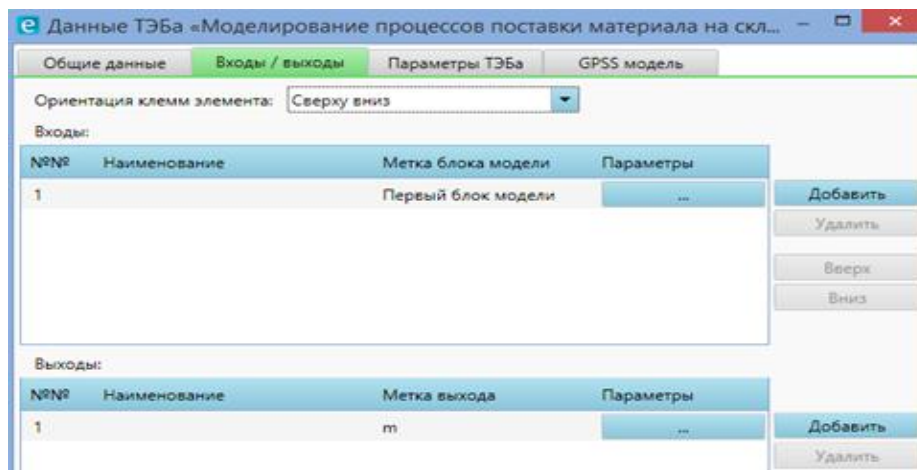 Данные ТЭБа «Моделирование процессов поставки материала на скл...
Общие данные Входы / выходы Параметры ТЭБа GPSS модель
Ориентация клемм элемента: Сверху вниз
Входы:
№№ Наименование Метка блока модели Параметры
1 Первый блок модели ... Добавить
Удалить
Вверх
Вниз
Выходы:
№№ Наименование Метка выхода Параметры
1 m ... Добавить
Удалить